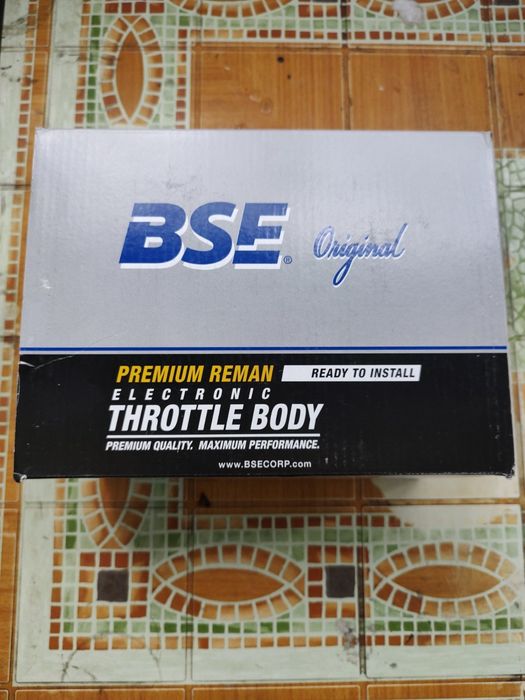 BSE® Original
PREMIUM REMAN READY TO INSTALL
ELECTRONIC
THROTTLE BODY
PREMIUM QUALITY. MAXIMUM PERFORMANCE.
www.BSECORP.com